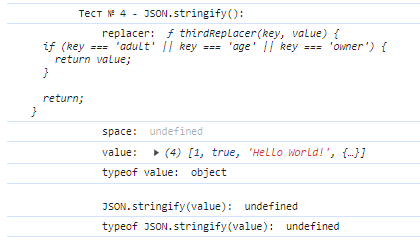 Тест № 4 - JSON.stringify():
replacer: ƒ thirdReplacer(key, value) {
if (key === 'adult' || key === 'age' || key === 'owner') {
return value;
}
return;
}
space: undefined
value: ▶ (4) [1, true, 'Hello World!', {…}]
typeof value: object
JSON.stringify(value): undefined
typeof JSON.stringify(value): undefined